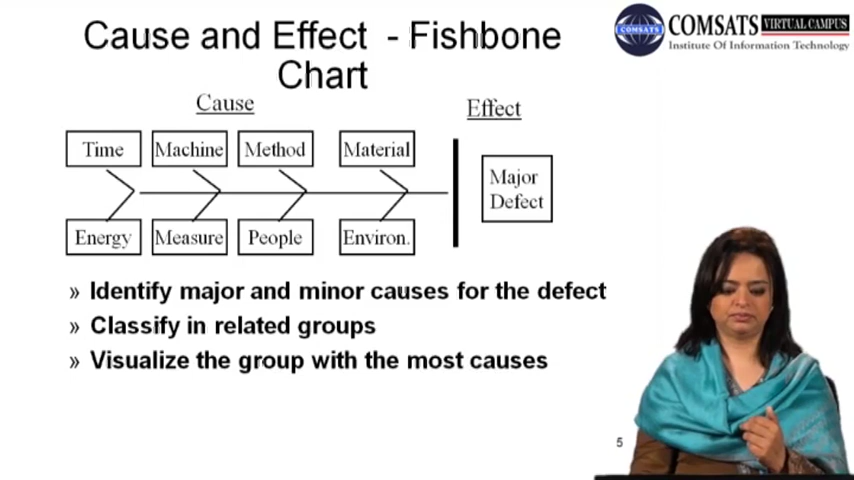 Cause and Effect - Fishbone
Chart
COMSATS VIRTUAL CAMPUS
COMSATS
Institute Of Information Technology
Cause
Effect
Time
Machine
Method
Material
Major
Defect
Energy
Measure
People
Environ.
» Identify major and minor causes for the defect
» Classify in related groups
» Visualize the group with the most causes
5